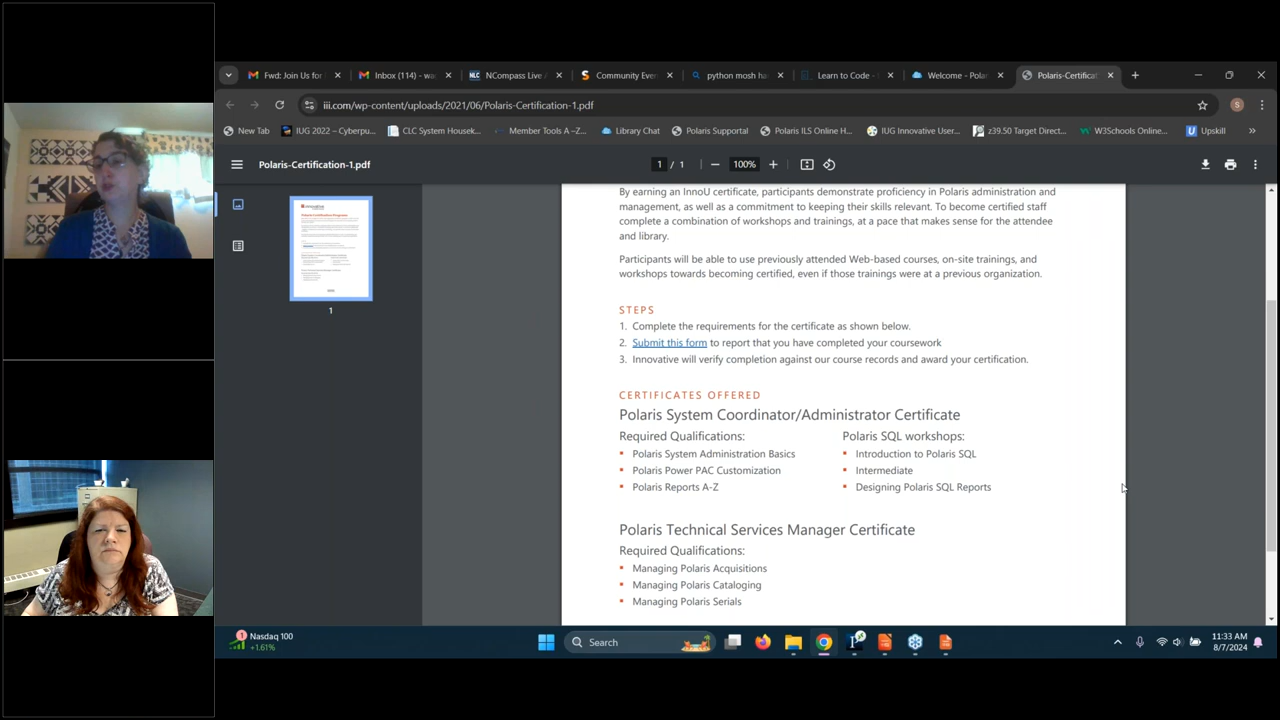 Fwd: Join Us for
Inbox (114) - wa
NLC
NCompass Live
Community Even
python mosh ha
Learn to Code -
Welcome - Pola
Polaris-Certificat
iii.com/wp-content/uploads/2021/06/Polaris-Certification-1.pdf
S
New Tab
IUG 2022 – Cyberpu...
CLC System Housek...
Member Tools A –Z...
Library Chat
Polaris Supportal
Polaris ILS Online H...
IUG Innovative User...
z39.50 Target Direct...
W3Schools Online...
Upskill
Polaris-Certification-1.pdf
1 / 1
100%
By earning an InnoU certificate, participants demonstrate proficiency in Polaris administration and
management, as well as a commitment to keeping their skills relevant. To become certified staff
complete a combination of workshops and trainings, at a pace that makes sense for the attendee
and library.
Participants will be able to use previously attended Web-based courses, on-site trainings, and
workshops towards becoming certified, even if those trainings were at a previous organization.
STEPS
1. Complete the requirements for the certificate as shown below.
2. Submit this form to report that you have completed your coursework
3. Innovative will verify completion against our course records and award your certification.
CERTIFICATES OFFERED
Polaris System Coordinator/Administrator Certificate
Required Qualifications:
Polaris System Administration Basics
Polaris Power PAC Customization
Polaris Reports A-Z
Polaris SQL workshops:
Introduction to Polaris SQL
Intermediate
Designing Polaris SQL Reports
Polaris Technical Services Manager Certificate
Required Qualifications:
Managing Polaris Acquisitions
Managing Polaris Cataloging
Managing Polaris Serials
1
1
Nasdaq 100
+1.61%
Search
11:33 AM
8/7/2024